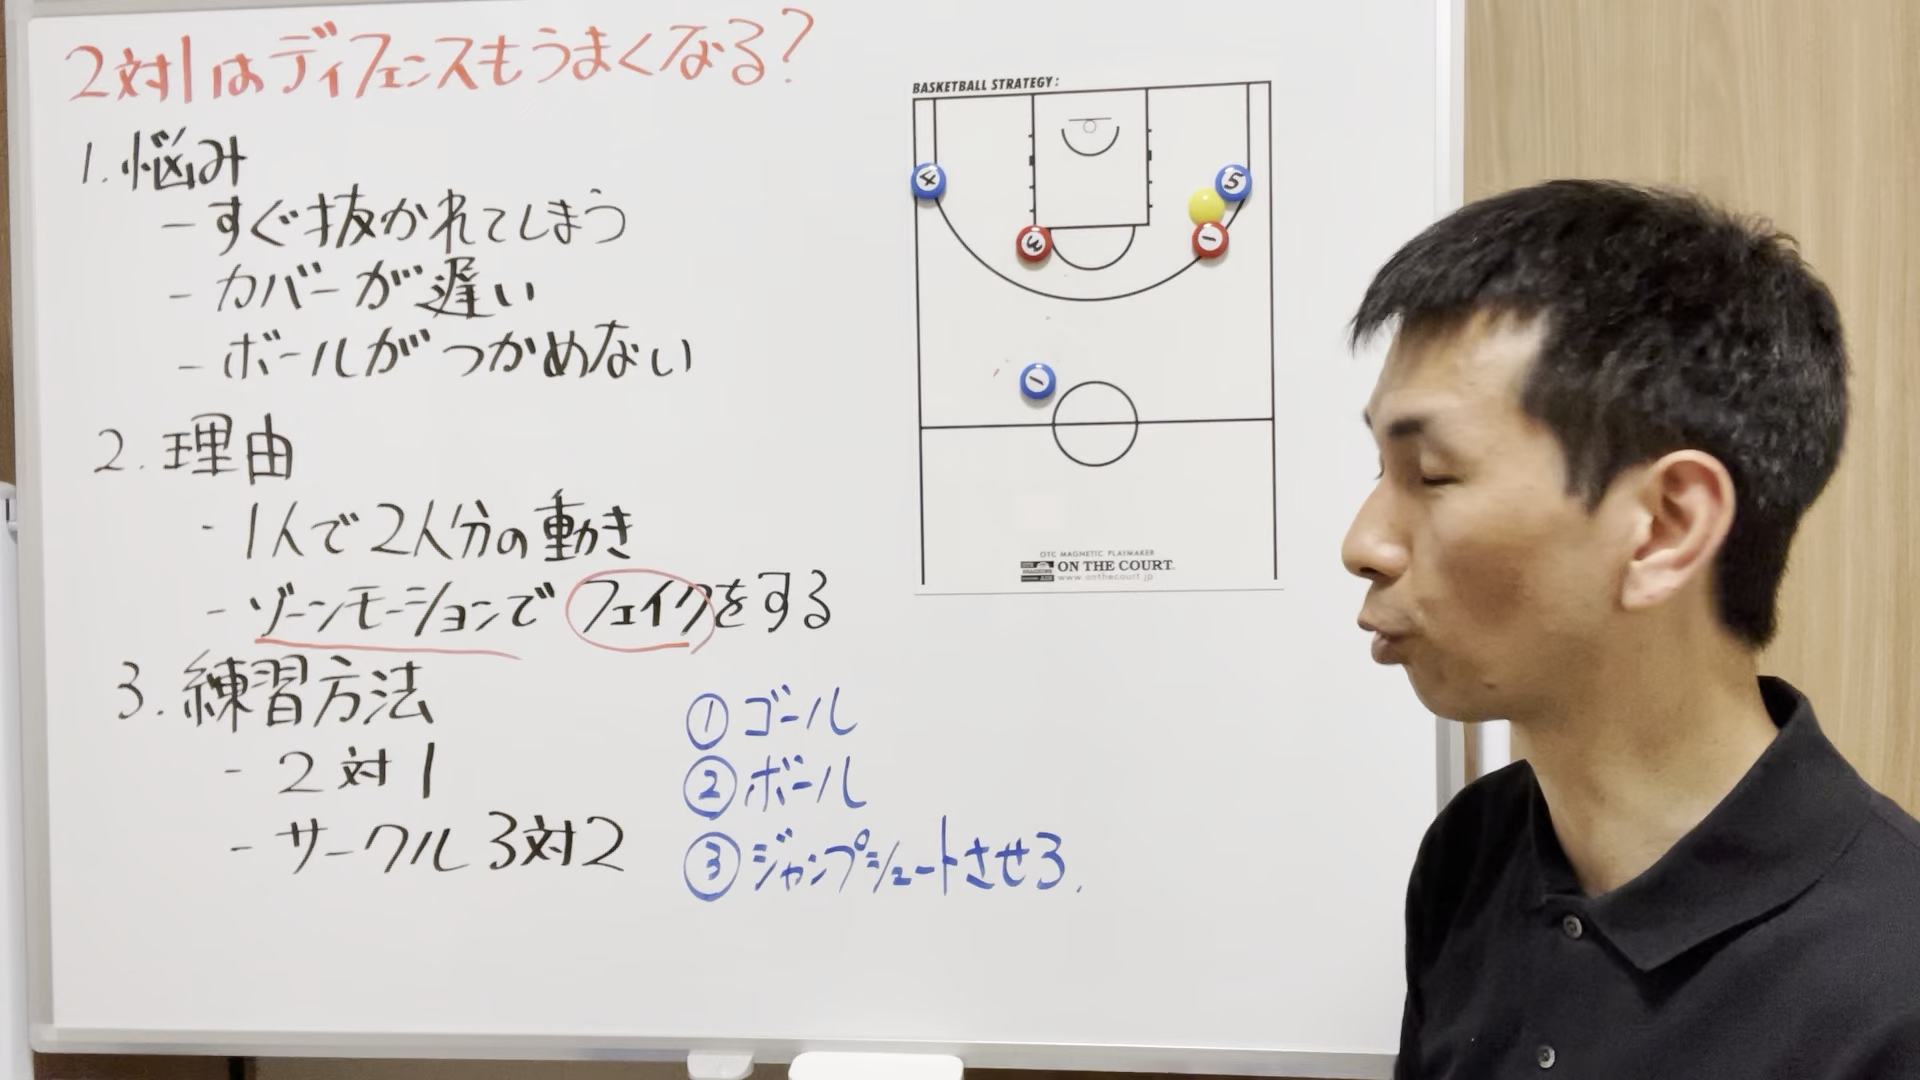 2対1はディフェンスもうまくなる?
1. 悩み
- すぐ抜かれてしまう
- カバーが遅い
- ボールがつかめない
2. 理由
- 1人で2人分の動き
- ゾーンモーションでフェイクをする
3. 練習方法
- 2対1
- サークル3対2
① ゴール
② ボール
③ ジャンプシュートさせろ.
BASKETBALL STRATEGY:
4
5
3
1
1
OTC MAGNETIC PLAYMAKER
ON THE COURT.
www.onthecourt.jp